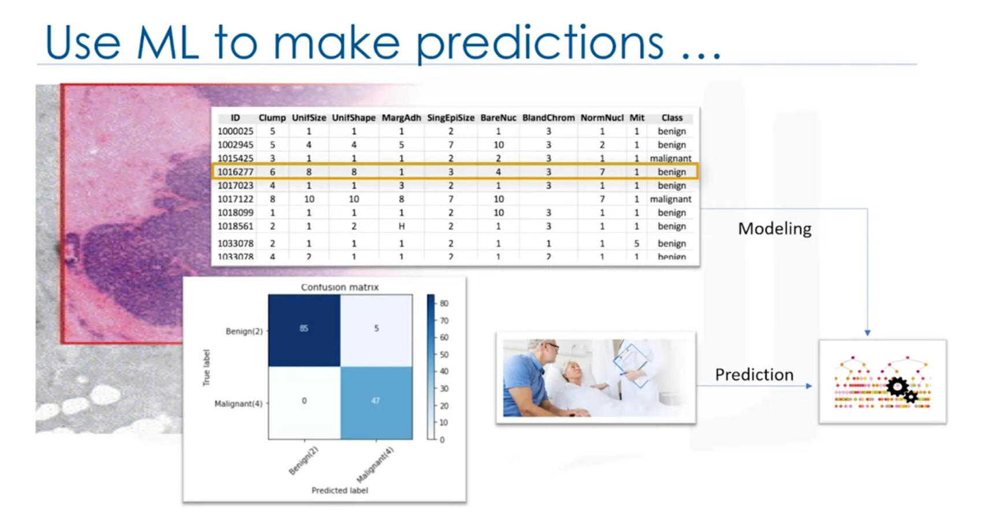 Use ML to make predictions ...
ID Clump UnifSize UnifShape MargAdh SingEpiSize BareNuc BlandChrom NormNucl Mit Class
1000025 5 1 1 1 2 1 3 1 1 benign
1002945 5 4 4 5 7 10 3 2 1 benign
1015425 3 1 1 1 2 2 3 1 1 malignant
1016277 6 8 8 1 3 4 3 7 1 benign
1017023 4 1 1 3 2 1 3 1 1 benign
1017122 8 10 10 8 7 10 7 1 malignant
1018099 1 1 1 1 2 10 3 1 1 benign
1018561 2 1 2 H 2 1 3 1 1 benign
1033078 2 1 1 1 2 1 1 1 5 benign
1033078 4 2 1 1 2 1 2 1 1 benign
Modeling
Confusion matrix
Benign(2) 85 5
Malignant(4) 0 47
True label
Benign(2) Malignant(4)
Predicted label
80
70
60
50
40
30
20
10
0
Prediction